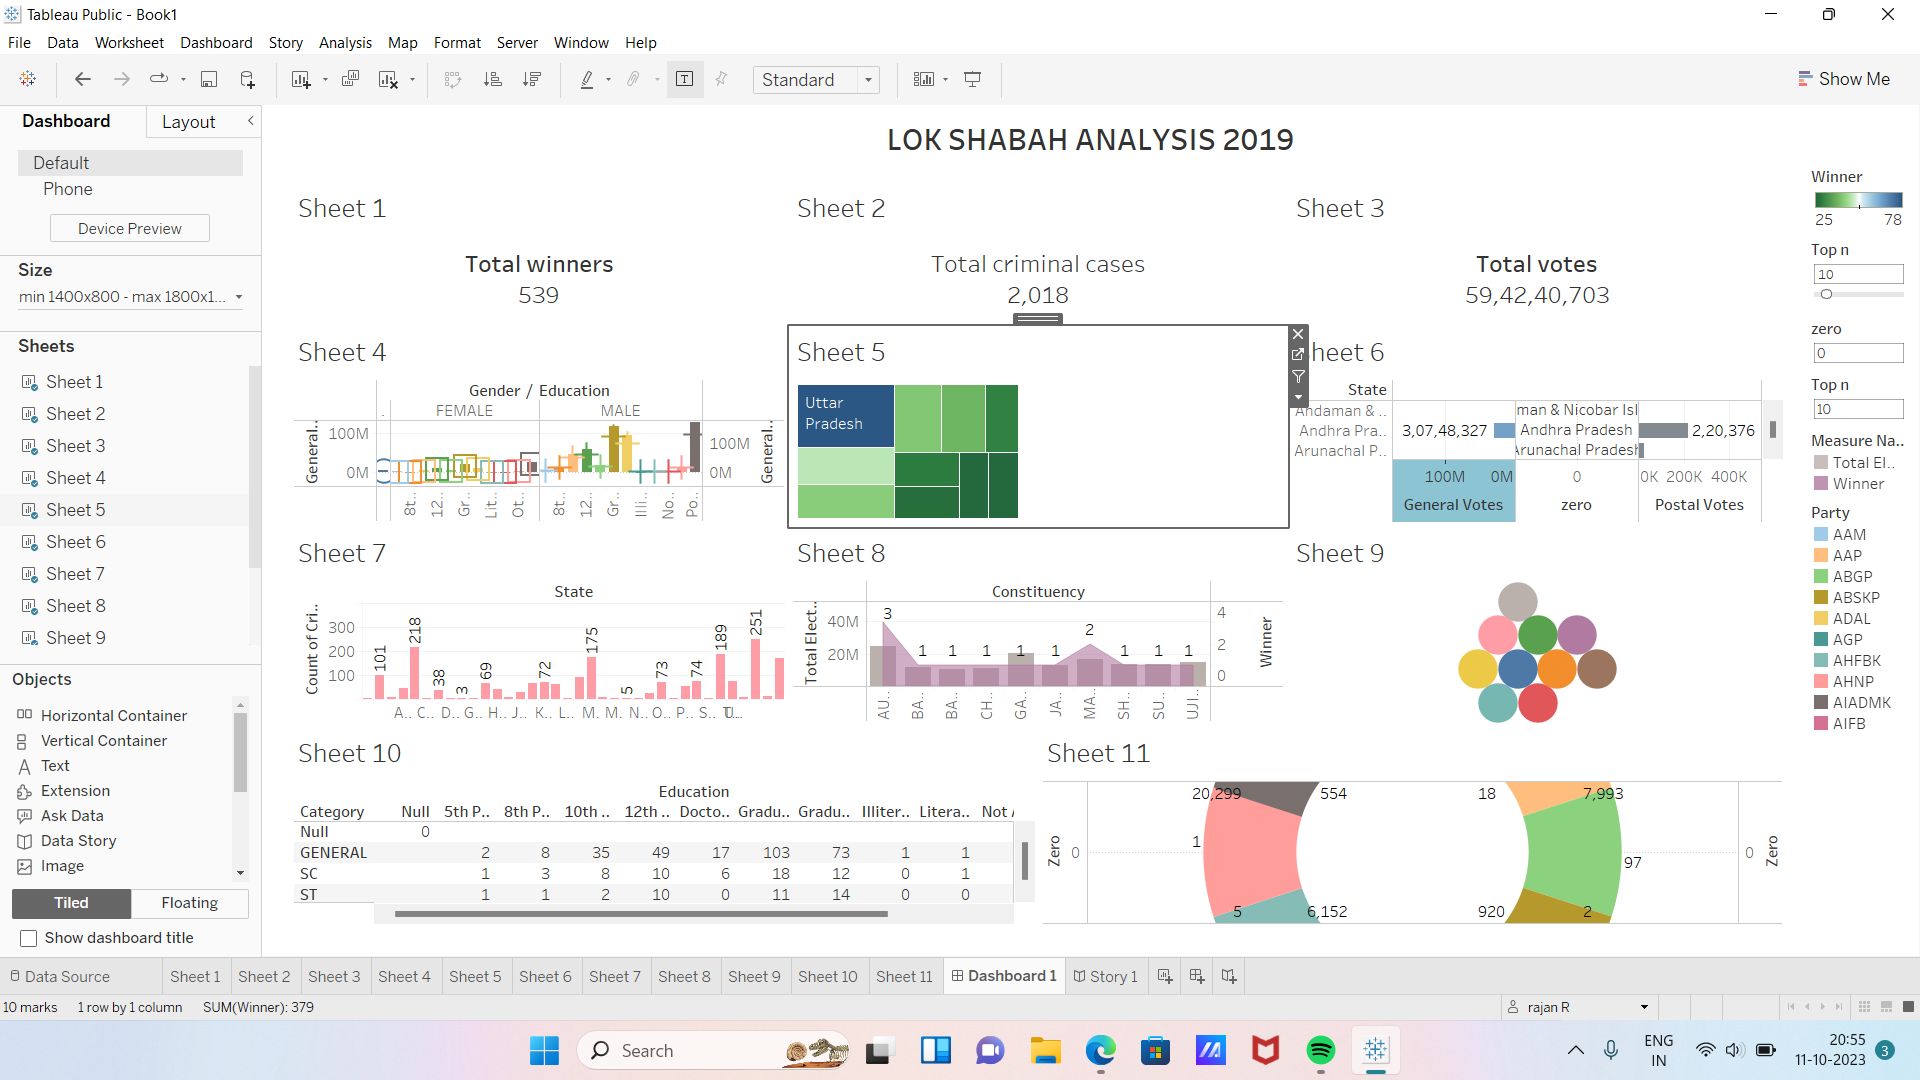 Tableau Public - Book1
File Data Worksheet Dashboard Story Analysis Map Format Server Window Help
Standard
Show Me
Dashboard Layout
Default
Phone
Device Preview
Size
min 1400x800 - max 1800x1...
Sheets
Sheet 1
Sheet 2
Sheet 3
Sheet 4
Sheet 5
Sheet 6
Sheet 7
Sheet 8
Sheet 9
Objects
Horizontal Container
Vertical Container
Text
Extension
Ask Data
Data Story
Image
Tiled Floating
Show dashboard title
LOK SHABAH ANALYSIS 2019
Sheet 1
Total winners
539
Sheet 2
Total criminal cases
2,018
Sheet 3
Total votes
59,42,40,703
Sheet 4
Gender / Education
. FEMALE MALE
General..
100M
0M
100M
0M
General..
8t.. 12.. Gr.. Lit.. Ot.. 8t.. 12.. Gr.. Illi.. No.. Po..
Sheet 5
Uttar
Pradesh
heet 6
State
Andaman & .. man & Nicobar Isl
Andhra Pra.. 3,07,48,327 Andhra Pradesh 2,20,376
Arunachal P.. Arunachal Pradesh
100M 0M 0 0K 200K 400K
General Votes zero Postal Votes
Sheet 7
State
Count of Cri..
300
200
100
101 218 38 3 69 72 175 5 73 74 189 251
A.. C.. D.. G.. H.. J.. K.. L.. M.. M.. N.. O.. P.. S.. T..
Sheet 8
Constituency
Total Elect..
40M
20M
3 1 1 1 1 1 2 1 1 1
4
2
0
Winner
AU.. BA.. BA.. CH.. GA.. JA.. MA.. SH.. SU.. UJI..
Sheet 9
Sheet 10
Education
Category Null 5th P.. 8th P.. 10th .. 12th .. Docto.. Gradu.. Gradu.. Illiter.. Litera.. Not
Null 0
GENERAL 2 8 35 49 17 103 73 1 1
SC 1 3 8 10 6 18 12 0 1
ST 1 1 2 10 0 11 14 0 0
Sheet 11
20,299 554 18 7,993
Zero 0 1 97 0 Zero
5 6,152 920 2
Winner
25 78
Top n
10
zero
0
Top n
10
Measure Na..
Total El..
Winner
Party
AAM
AAP
ABGP
ABSKP
ADAL
AGP
AHFBK
AHNP
AIADMK
AIFB
Data Source Sheet 1 Sheet 2 Sheet 3 Sheet 4 Sheet 5 Sheet 6 Sheet 7 Sheet 8 Sheet 9 Sheet 10 Sheet 11 Dashboard 1 Story 1
10 marks 1 row by 1 column SUM(Winner): 379
rajan R
Search
ENG
IN
20:55
11-10-2023
3